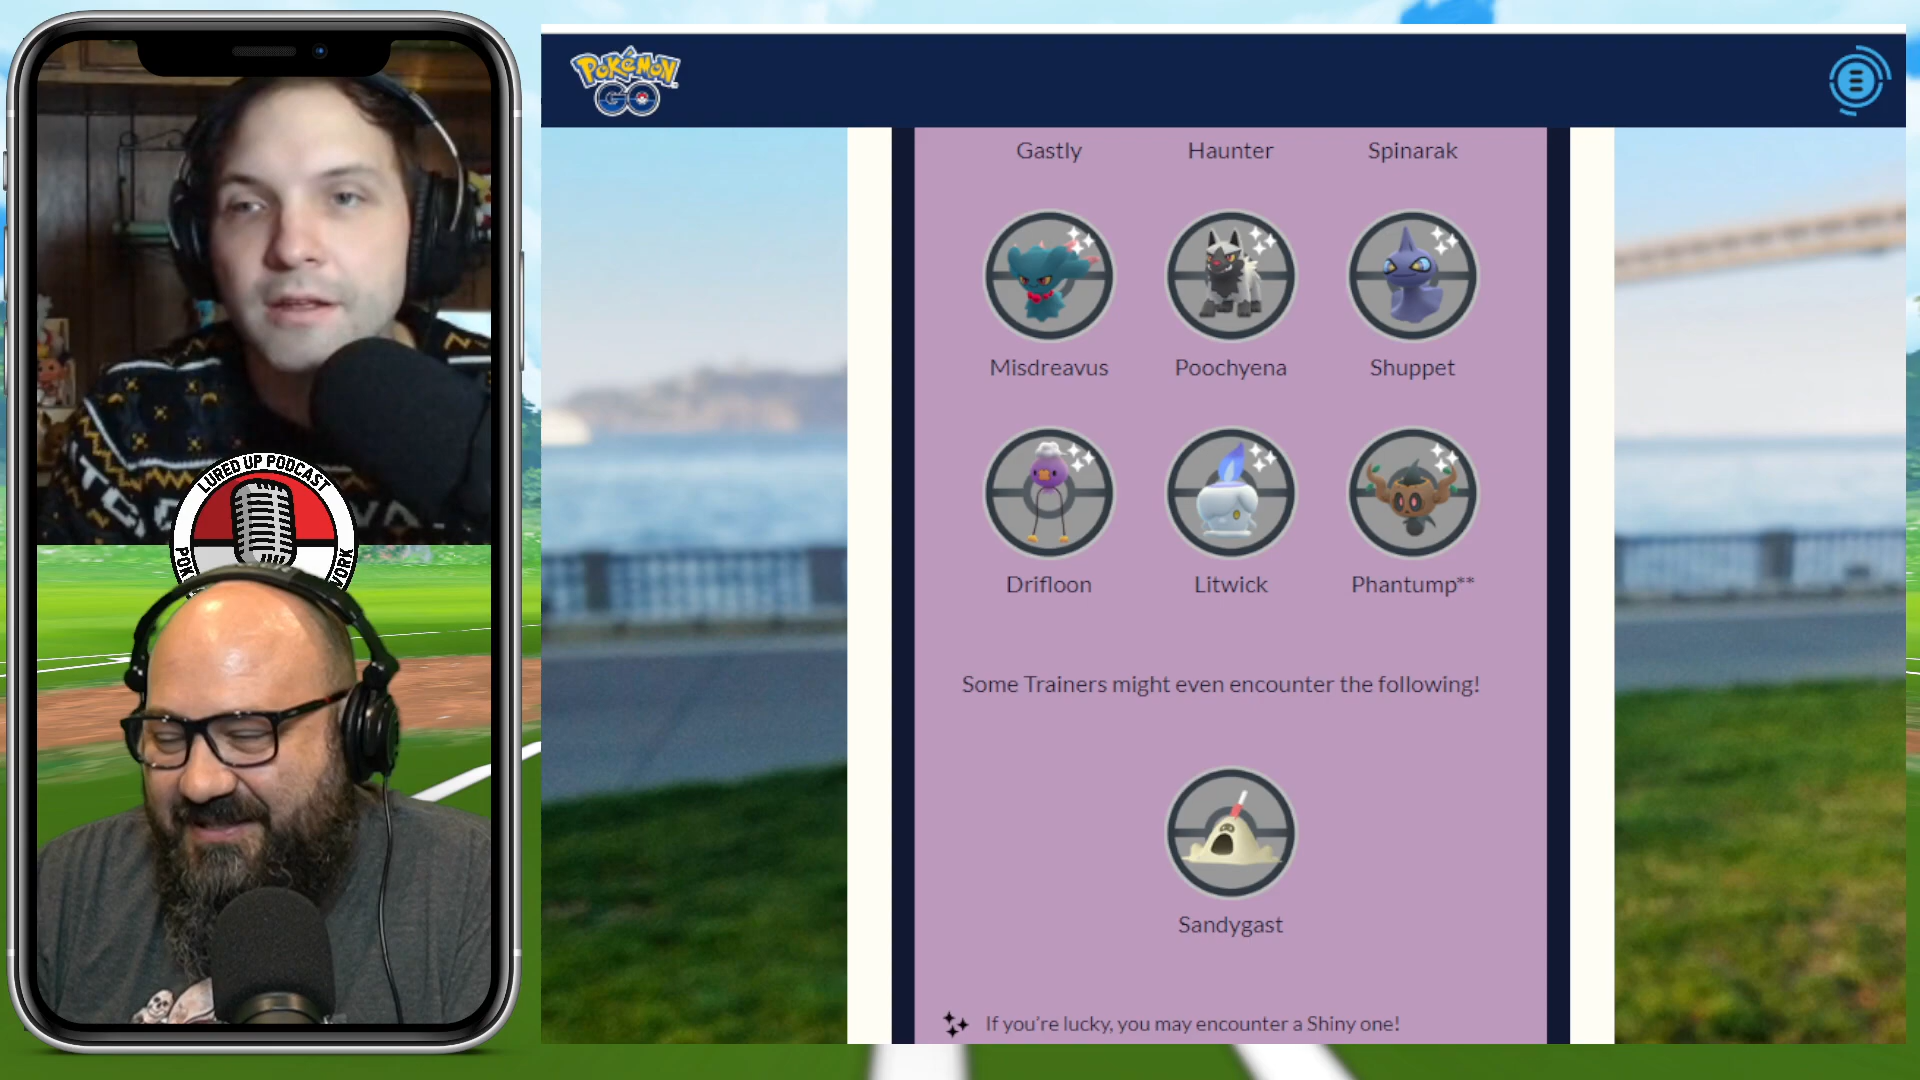 Pokémon
GO
Gastly
Haunter
Spinarak
Misdreavus
Poochyena
Shuppet
Drifloon
Litwick
Phantump**
Some Trainers might even encounter the following!
Sandygast
If you're lucky, you may encounter a Shiny one!
LURED UP PODCAST